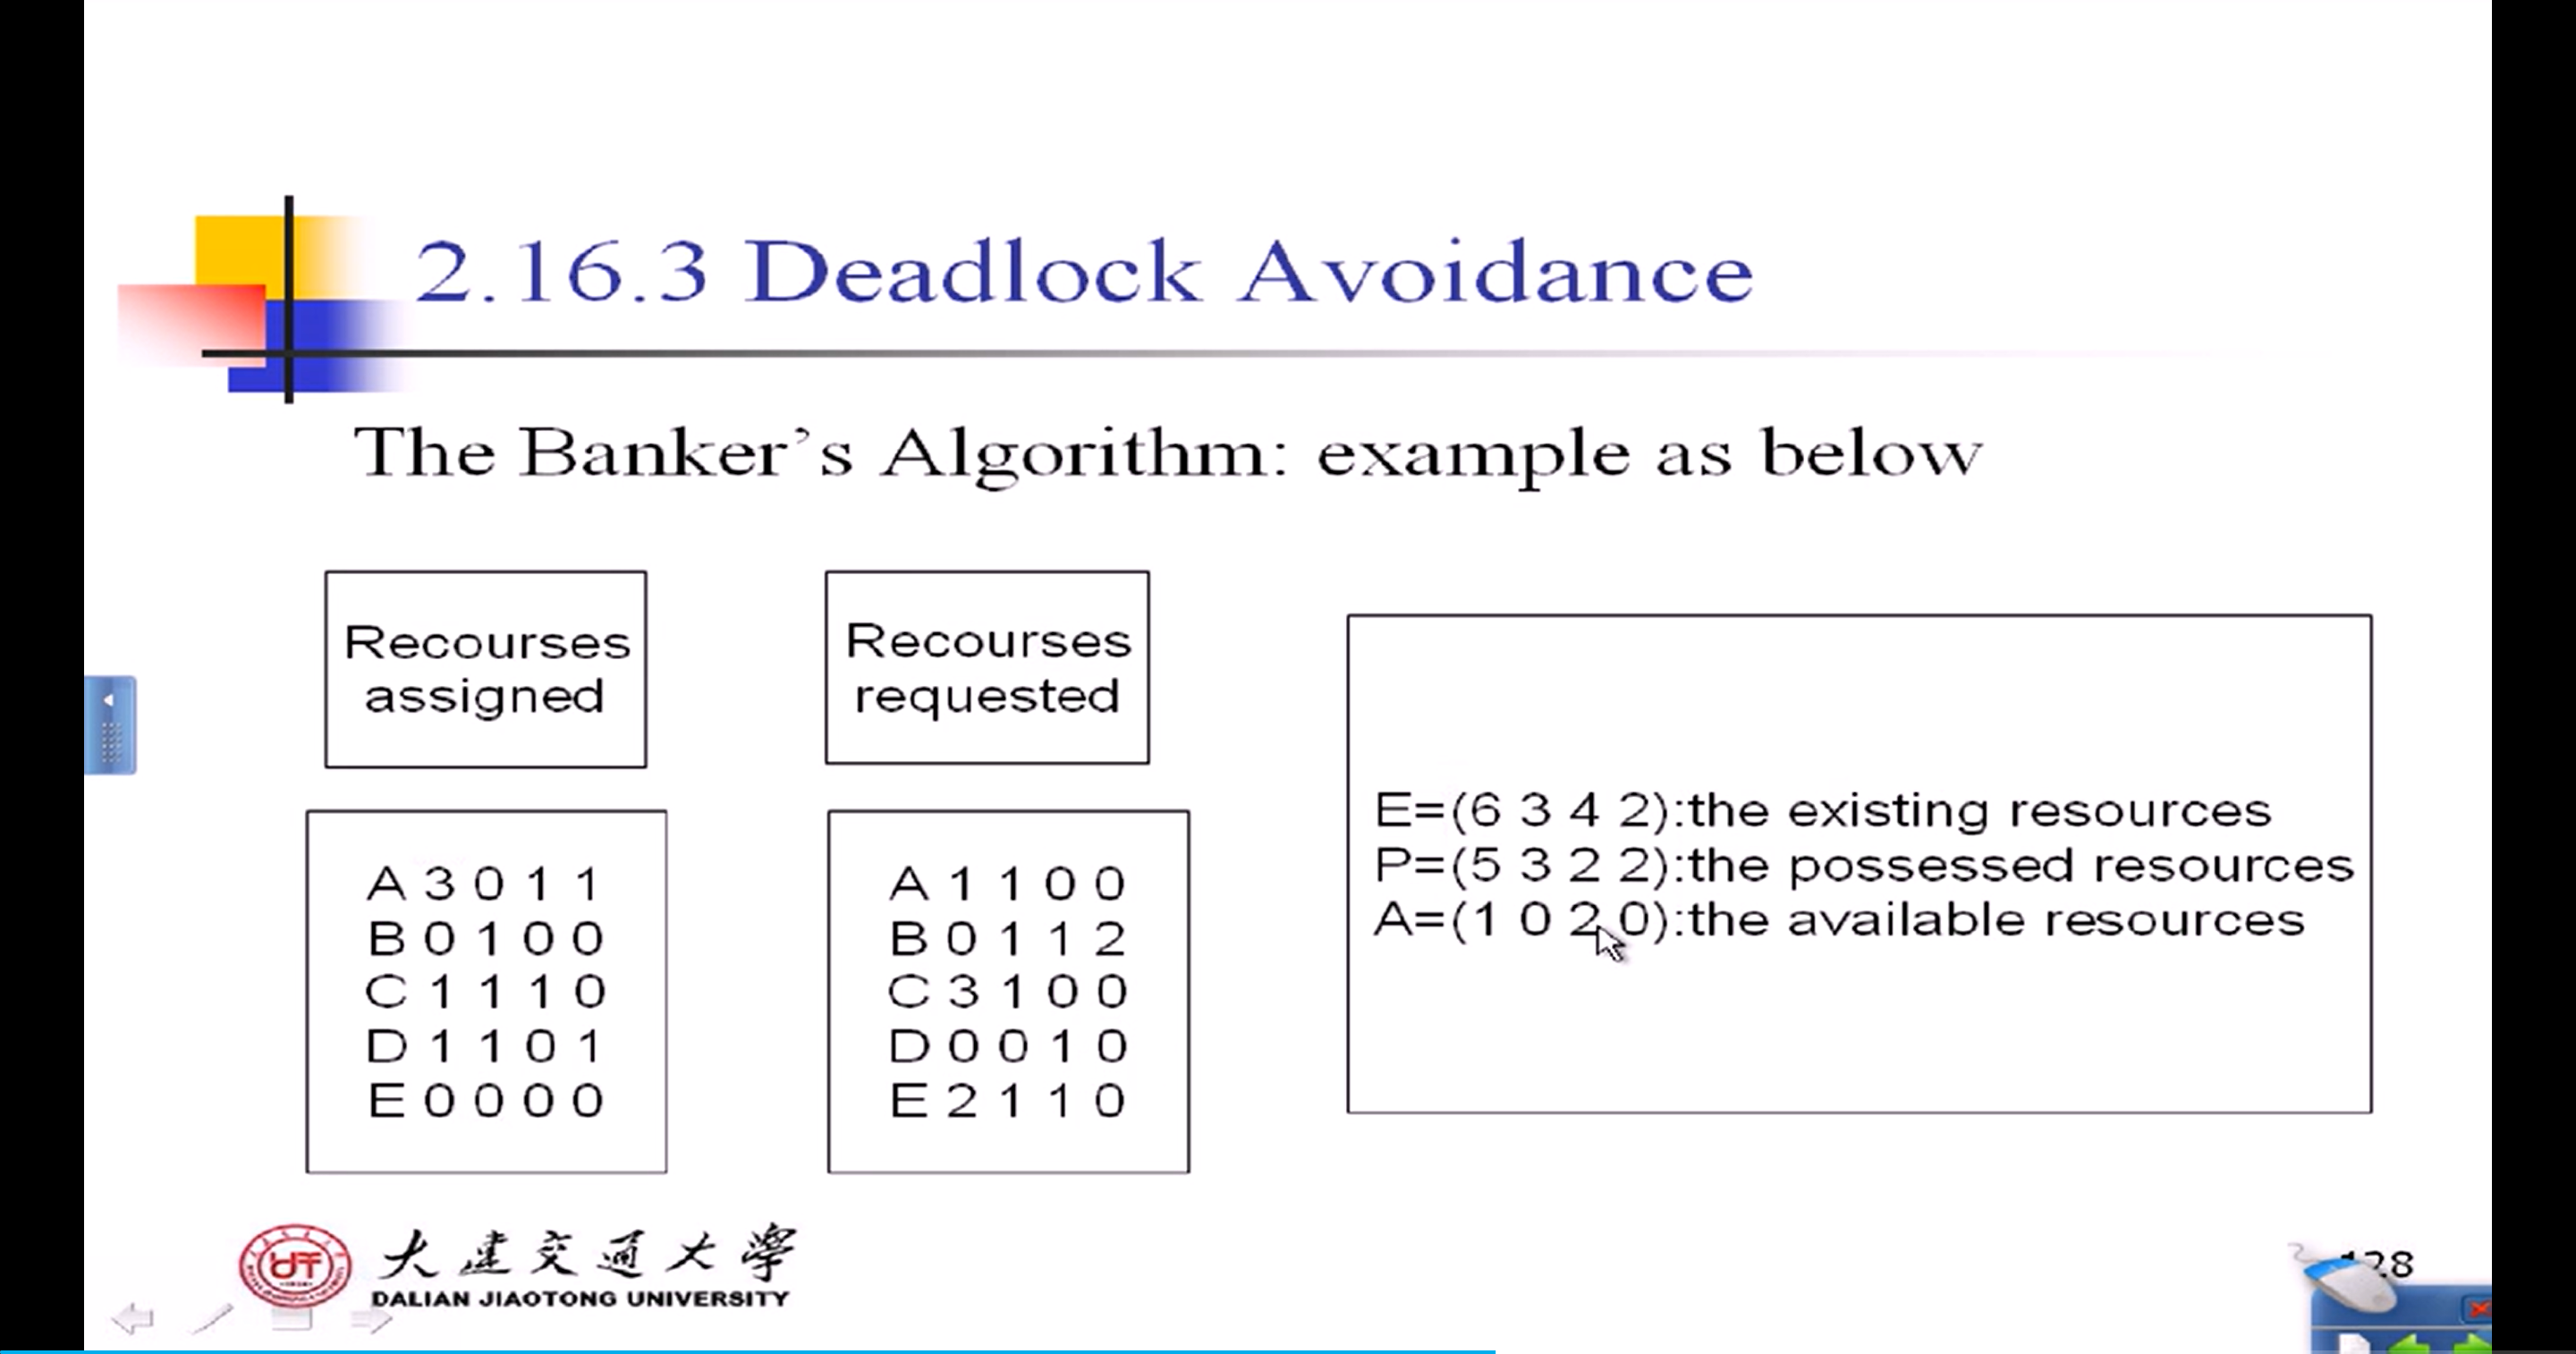 2.16.3 Deadlock Avoidance
The Banker's Algorithm: example as below
Recourses
assigned
Recourses
requested
A 3 0 1 1
B 0 1 0 0
C 1 1 1 0
D 1 1 0 1
E 0 0 0 0
A 1 1 0 0
B 0 1 1 2
C 3 1 0 0
D 0 0 1 0
E 2 1 1 0
E=(6 3 4 2):the existing resources
P=(5 3 2 2):the possessed resources
A=(1 0 2 0):the available resources
大连交通大學
DALIAN JIAOTONG UNIVERSITY